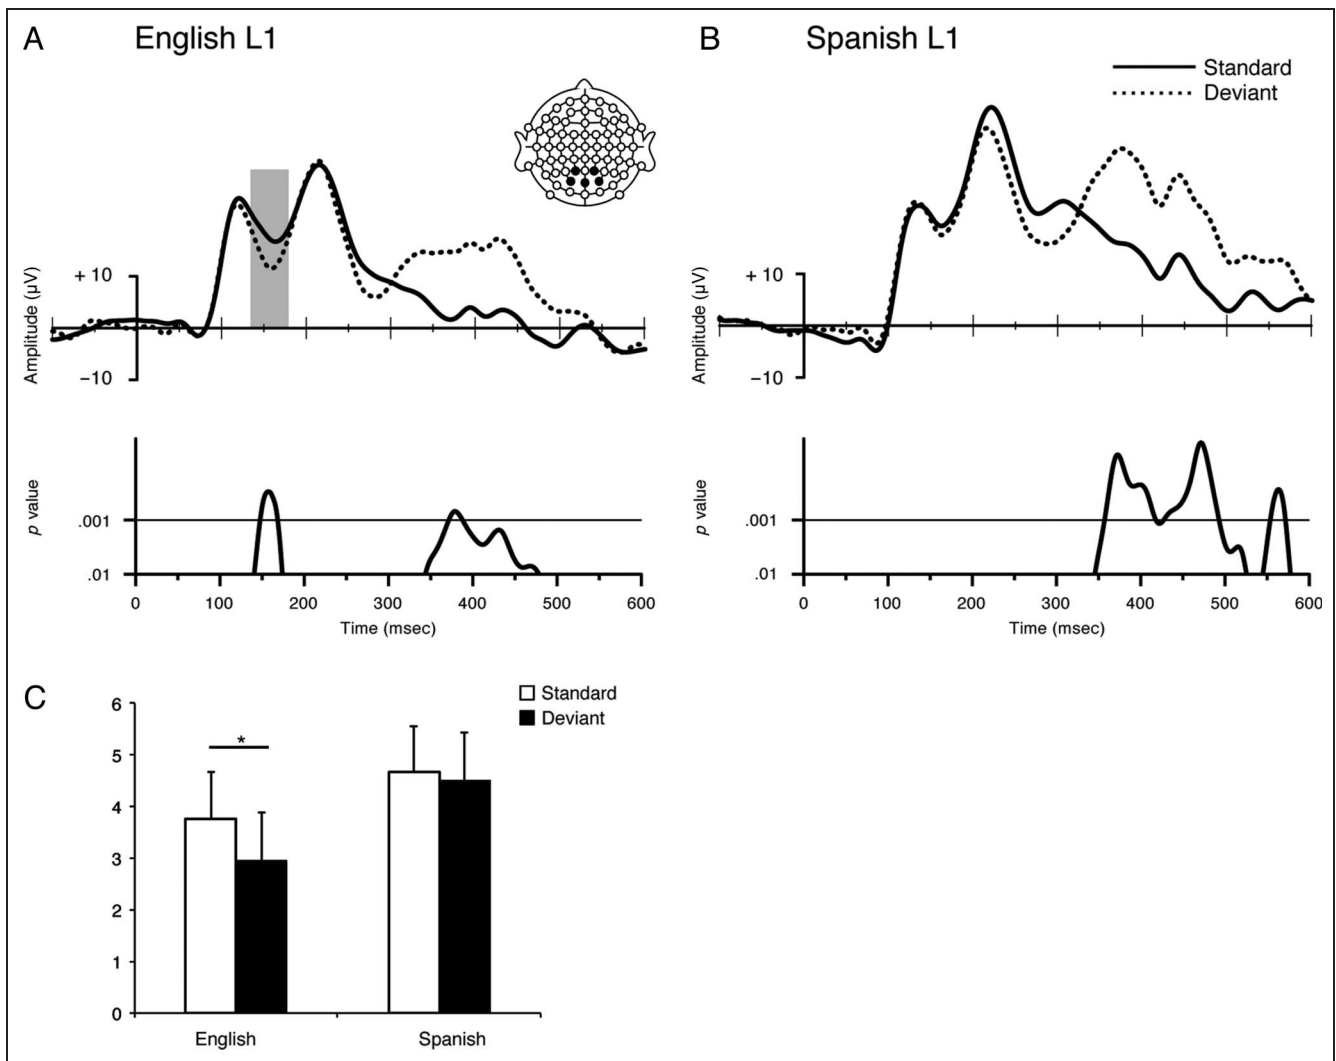 A English L1
B Spanish L1
Standard
Deviant
Amplitude (μV)
+ 10
−10
Amplitude (μV)
+ 10
−10
p value
.001
.01
0 100 200 300 400 500 600
Time (msec)
p value
.001
.01
0 100 200 300 400 500 600
Time (msec)
C
Standard
Deviant
6
*
5
4
3
2
1
0
English Spanish